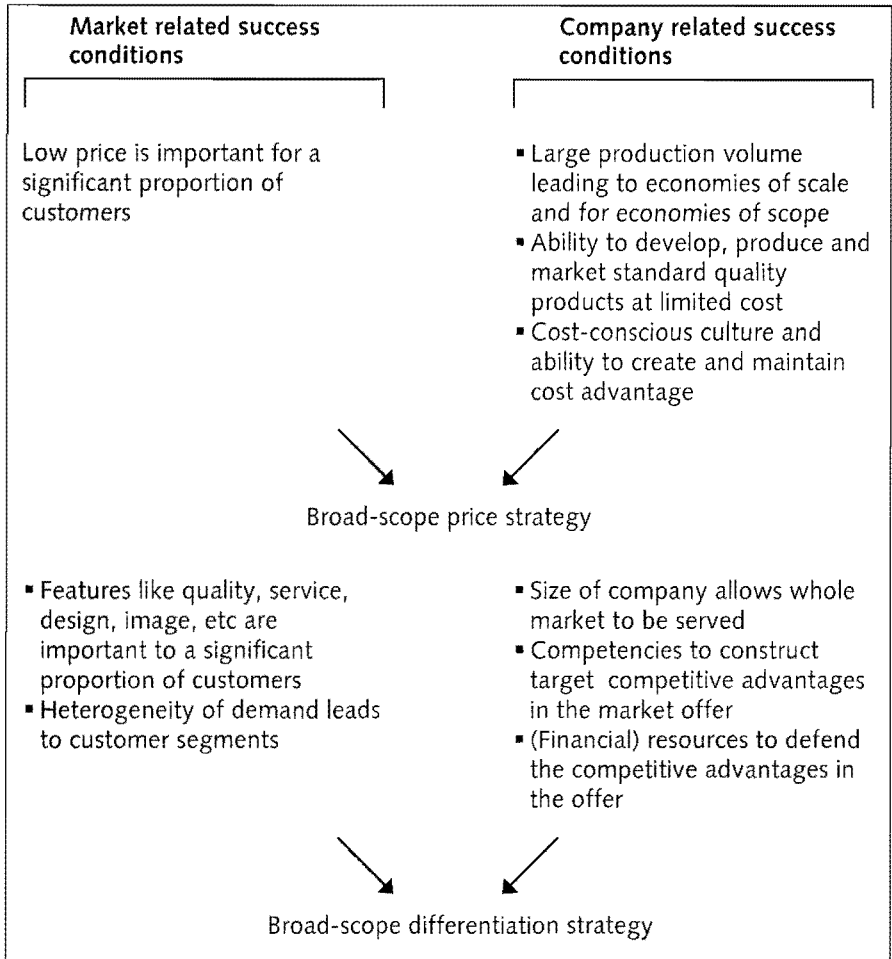 Market related success
conditions
Company related success
conditions
Low price is important for a
significant proportion of
customers
▪ Large production volume
leading to economies of scale
and for economies of scope
▪ Ability to develop, produce and
market standard quality
products at limited cost
▪ Cost-conscious culture and
ability to create and maintain
cost advantage
Broad-scope price strategy
▪ Features like quality, service,
design, image, etc are
important to a significant
proportion of customers
▪ Heterogeneity of demand leads
to customer segments
▪ Size of company allows whole
market to be served
▪ Competencies to construct
target competitive advantages
in the market offer
▪ (Financial) resources to defend
the competitive advantages in
the offer
Broad-scope differentiation strategy